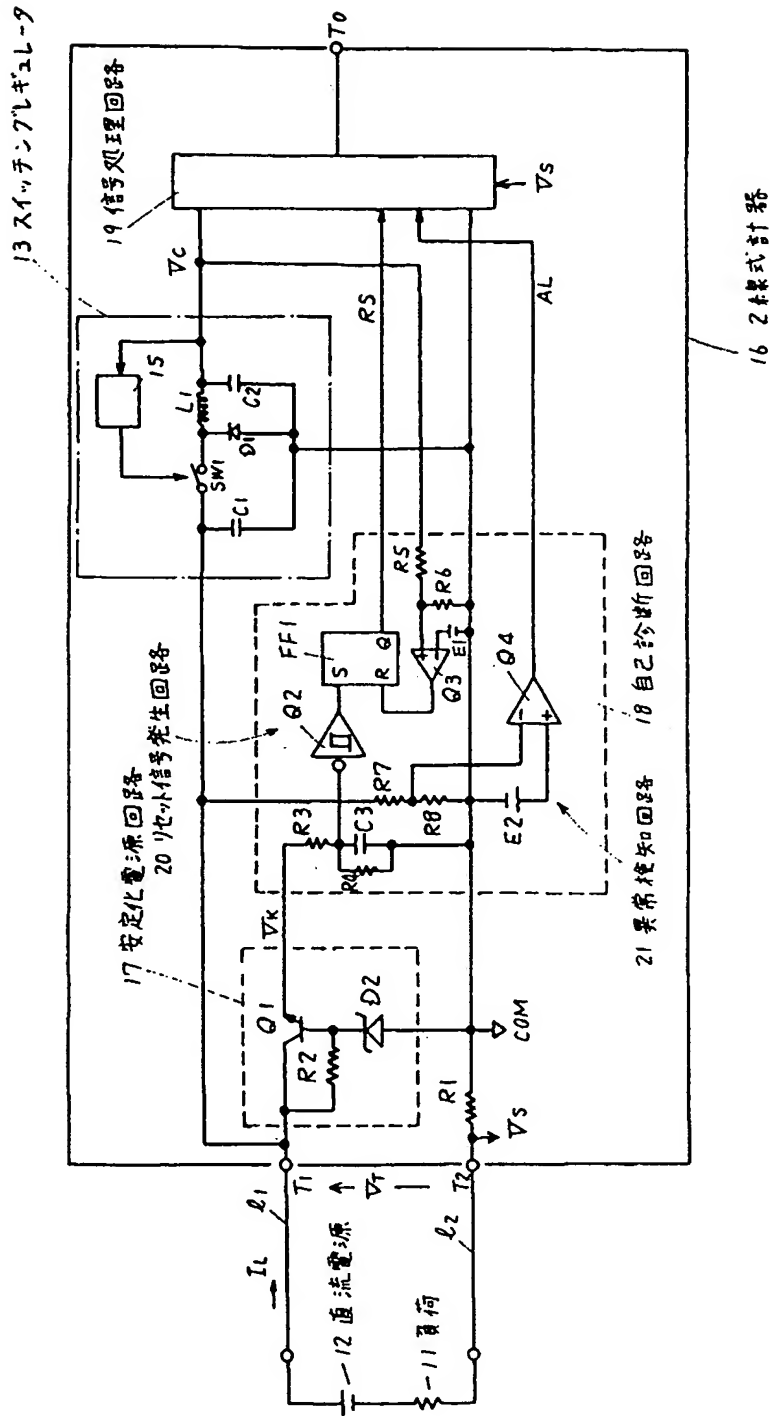 13 スイッチングレギュレータ
19 信号処理回路
T0
VC
VS
15
L1
C2
D1
SW1
C1
RS
AL
16 2線式計器
17 安定化電源回路
20 リセット信号発生回路
FF1
S
Q
R
Q2
R5
R6
E1
Q3
Q4
R7
R8
E2
R3
C3
R4
18 自己診断回路
21 異常検知回路
VK
Q1
R2
D2
COM
R1
VS
T1
VT
T2
l1
l2
IL
12 直流電源
11 負荷